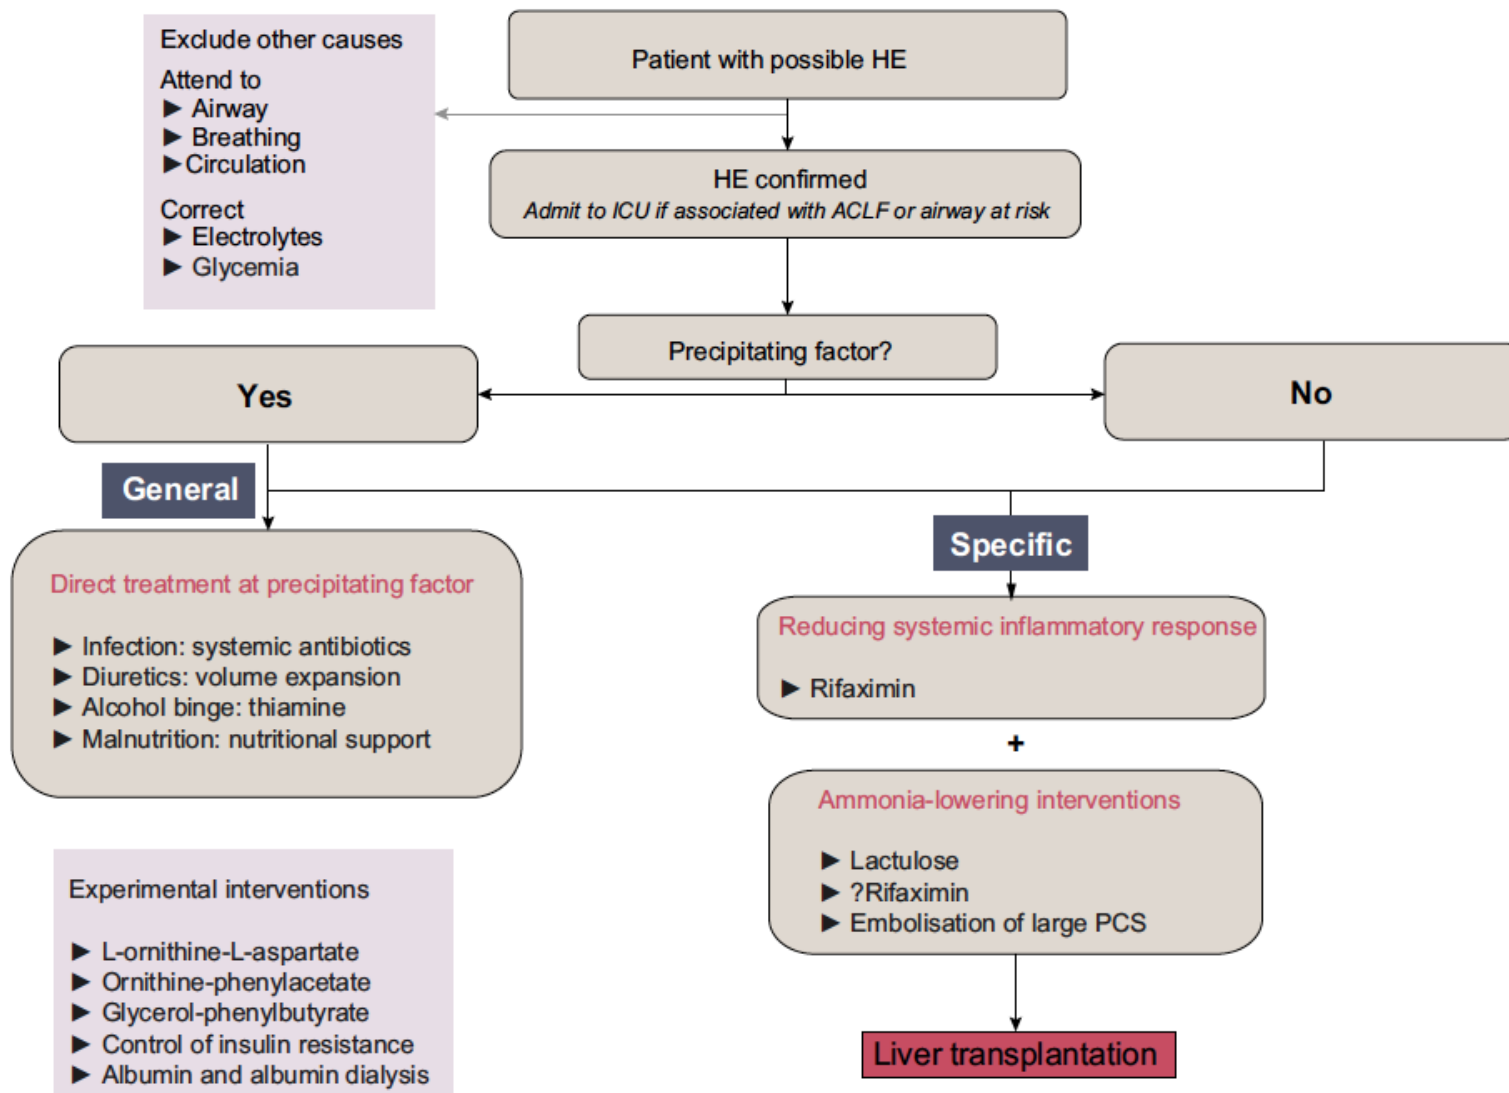 Exclude other causes
Attend to
► Airway
► Breathing
►Circulation
Correct
► Electrolytes
► Glycemia
Patient with possible HE
HE confirmed
Admit to ICU if associated with ACLF or airway at risk
Precipitating factor?
Yes
No
General
Specific
Direct treatment at precipitating factor
► Infection: systemic antibiotics
► Diuretics: volume expansion
► Alcohol binge: thiamine
► Malnutrition: nutritional support
Reducing systemic inflammatory response
► Rifaximin
+
Ammonia-lowering interventions
► Lactulose
► ?Rifaximin
► Embolisation of large PCS
Liver transplantation
Experimental interventions
► L-ornithine-L-aspartate
► Ornithine-phenylacetate
► Glycerol-phenylbutyrate
► Control of insulin resistance
► Albumin and albumin dialysis